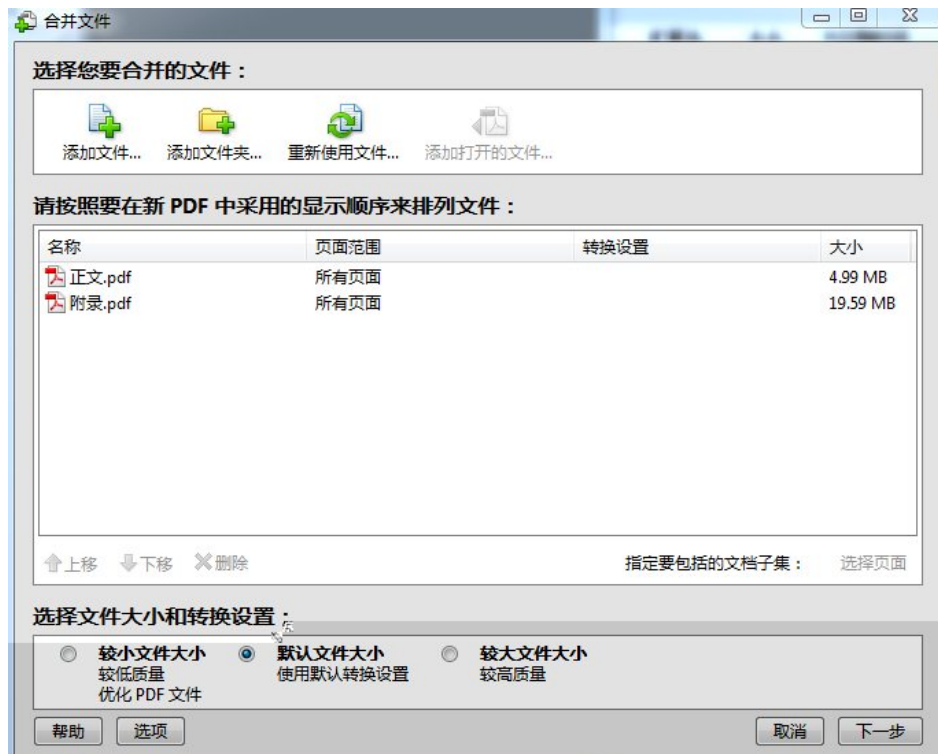 合并文件
选择您要合并的文件：
添加文件... 添加文件夹... 重新使用文件... 添加打开的文件...
请按照要在新 PDF 中采用的显示顺序来排列文件：
名称 页面范围 转换设置 大小
正文.pdf 所有页面 4.99 MB
附录.pdf 所有页面 19.59 MB
上移 下移 删除 指定要包括的文档子集： 选择页面
选择文件大小和转换设置：
较小文件大小 默认文件大小 较大文件大小
较低质量 使用默认转换设置 较高质量
优化 PDF 文件
帮助 选项 取消 下一步